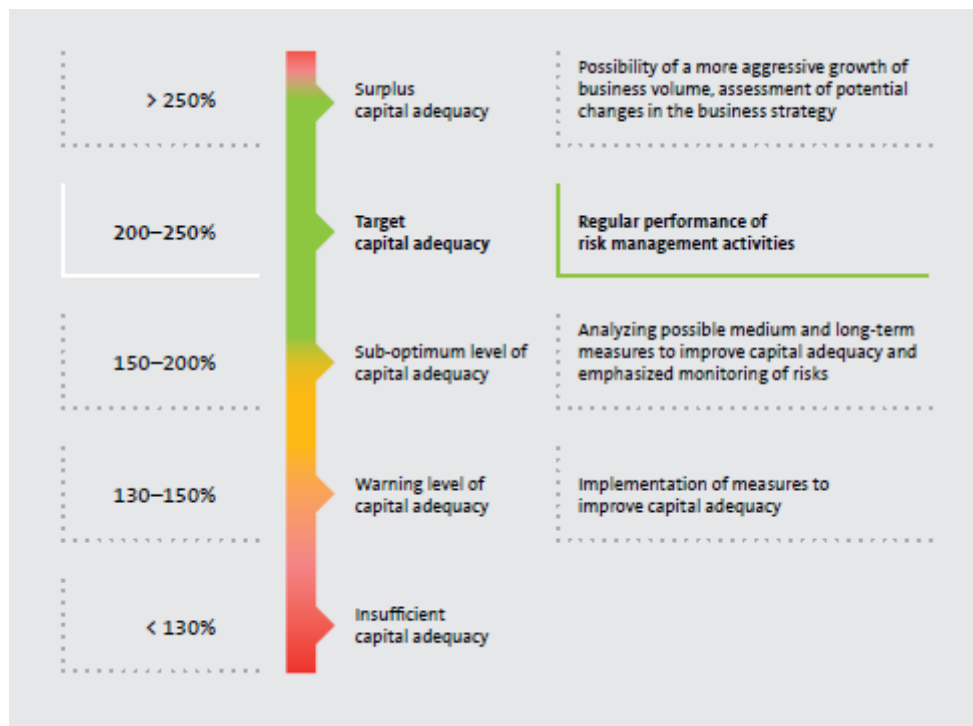 > 250%
Surplus
capital adequacy
Possibility of a more aggressive growth of
business volume, assessment of potential
changes in the business strategy
200–250%
Target
capital adequacy
Regular performance of
risk management activities
150–200%
Sub-optimum level of
capital adequacy
Analyzing possible medium and long-term
measures to improve capital adequacy and
emphasized monitoring of risks
130–150%
Warning level of
capital adequacy
Implementation of measures to
improve capital adequacy
< 130%
Insufficient
capital adequacy